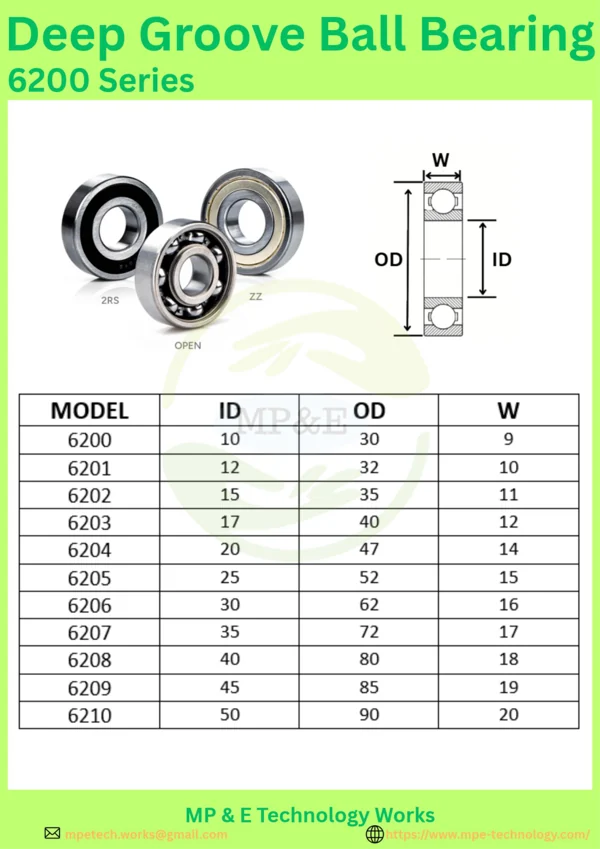 Deep Groove Ball Bearing
6200 Series
W
OD ID
2RS
ZZ
OPEN
MODEL ID OD W
MP&E
6200 10 30 9
6201 12 32 10
6202 15 35 11
6203 17 40 12
6204 20 47 14
6205 25 52 15
6206 30 62 16
6207 35 72 17
6208 40 80 18
6209 45 85 19
6210 50 90 20
MP & E Technology Works
mpetech.works@gmail.com https://www.mpe-technology.com/